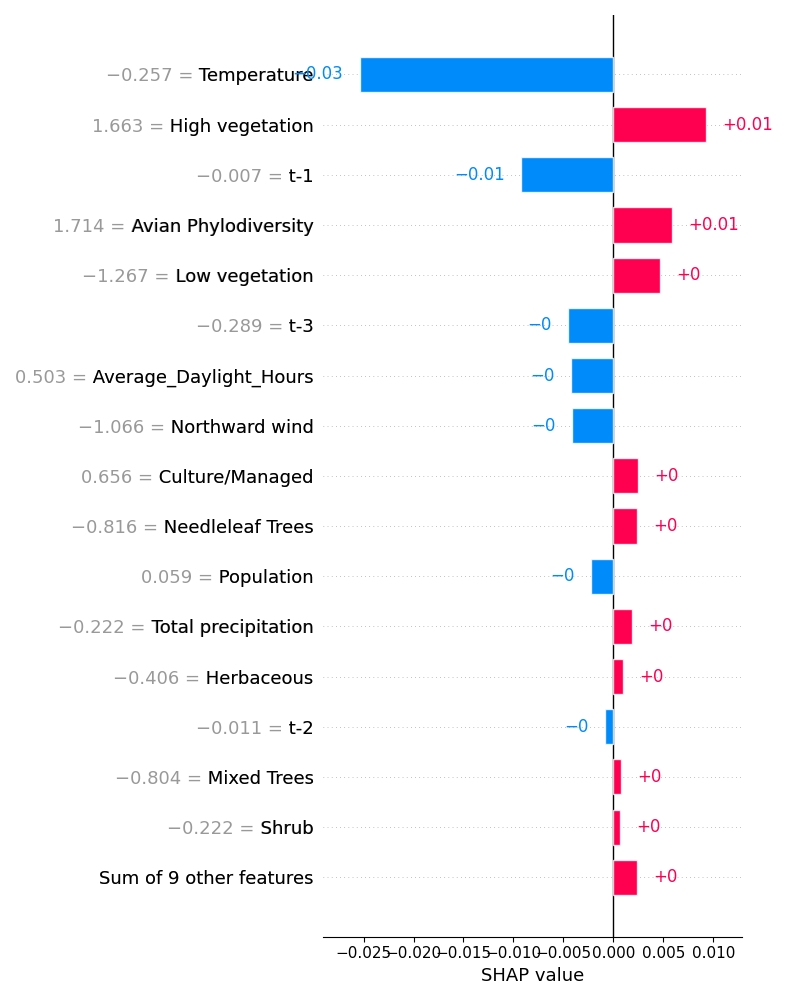 −0.257 = Temperature −0.03
1.663 = High vegetation +0.01
−0.007 = t-1 −0.01
1.714 = Avian Phylodiversity +0.01
−1.267 = Low vegetation +0
−0.289 = t-3 −0
0.503 = Average_Daylight_Hours −0
−1.066 = Northward wind −0
0.656 = Culture/Managed +0
−0.816 = Needleleaf Trees +0
0.059 = Population −0
−0.222 = Total precipitation +0
−0.406 = Herbaceous +0
−0.011 = t-2 −0
−0.804 = Mixed Trees +0
−0.222 = Shrub +0
Sum of 9 other features +0
−0.025 −0.020 −0.015 −0.010 −0.005 0.000 0.005 0.010
SHAP value